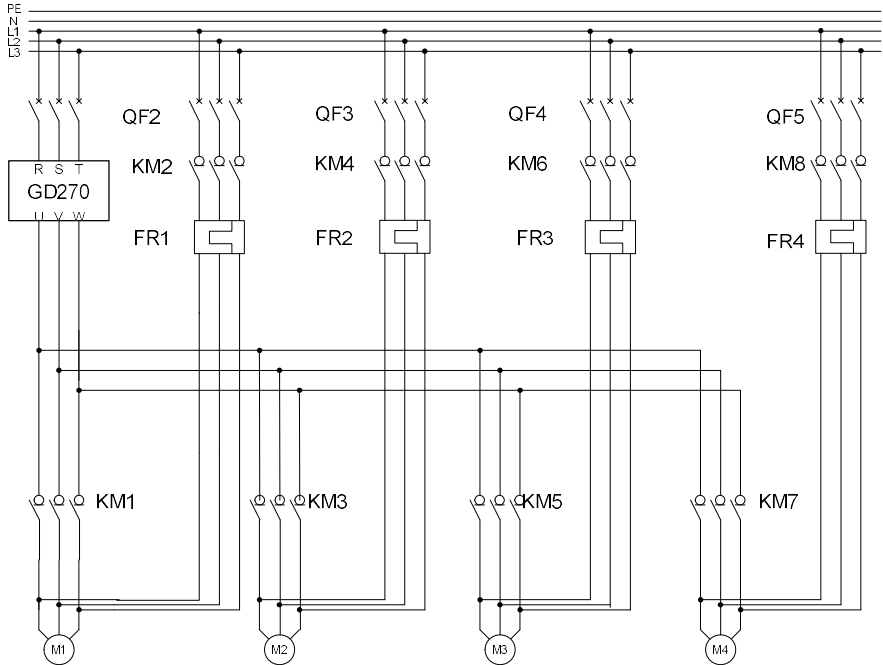 PE
N
L1
L2
L3
QF2
QF3
QF4
QF5
R S T
GD270
U V W
KM2
KM4
KM6
KM8
FR1
FR2
FR3
FR4
KM1
KM3
KM5
KM7
M1
M2
M3
M4